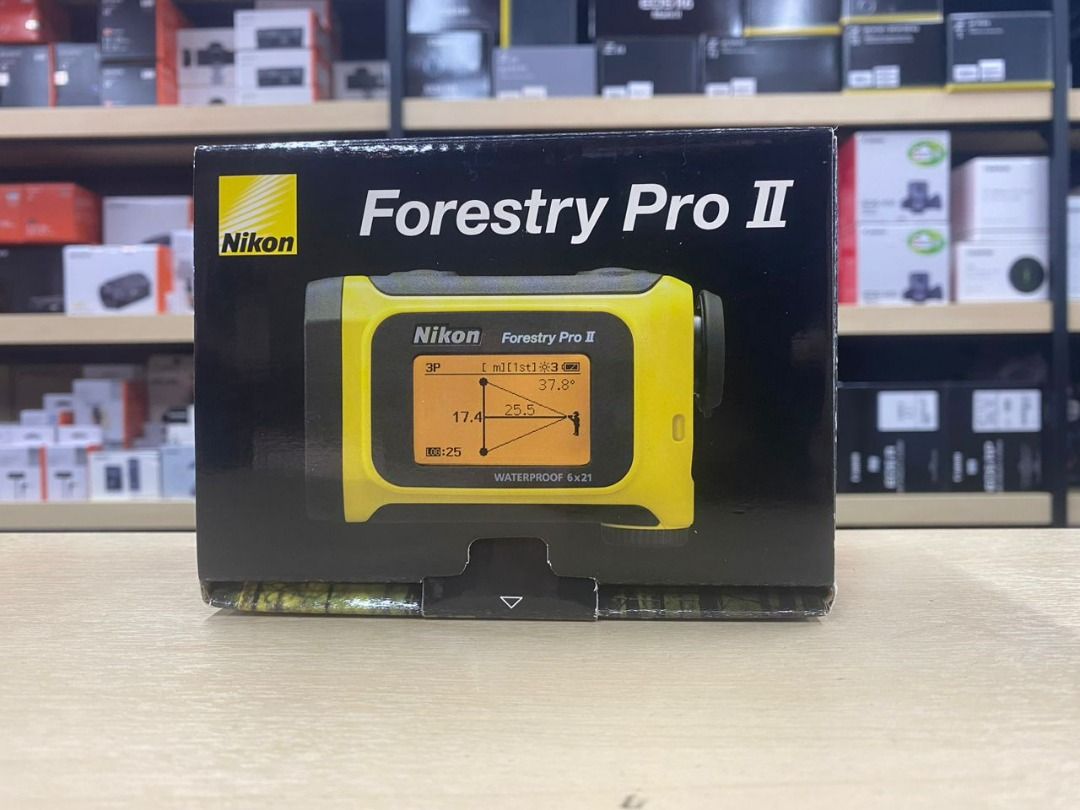 Nikon
Forestry Pro II
Nikon Forestry Pro II
3P [ m][1st] 3
37.8°
17.4 25.5
LOG:25
WATERPROOF 6x21